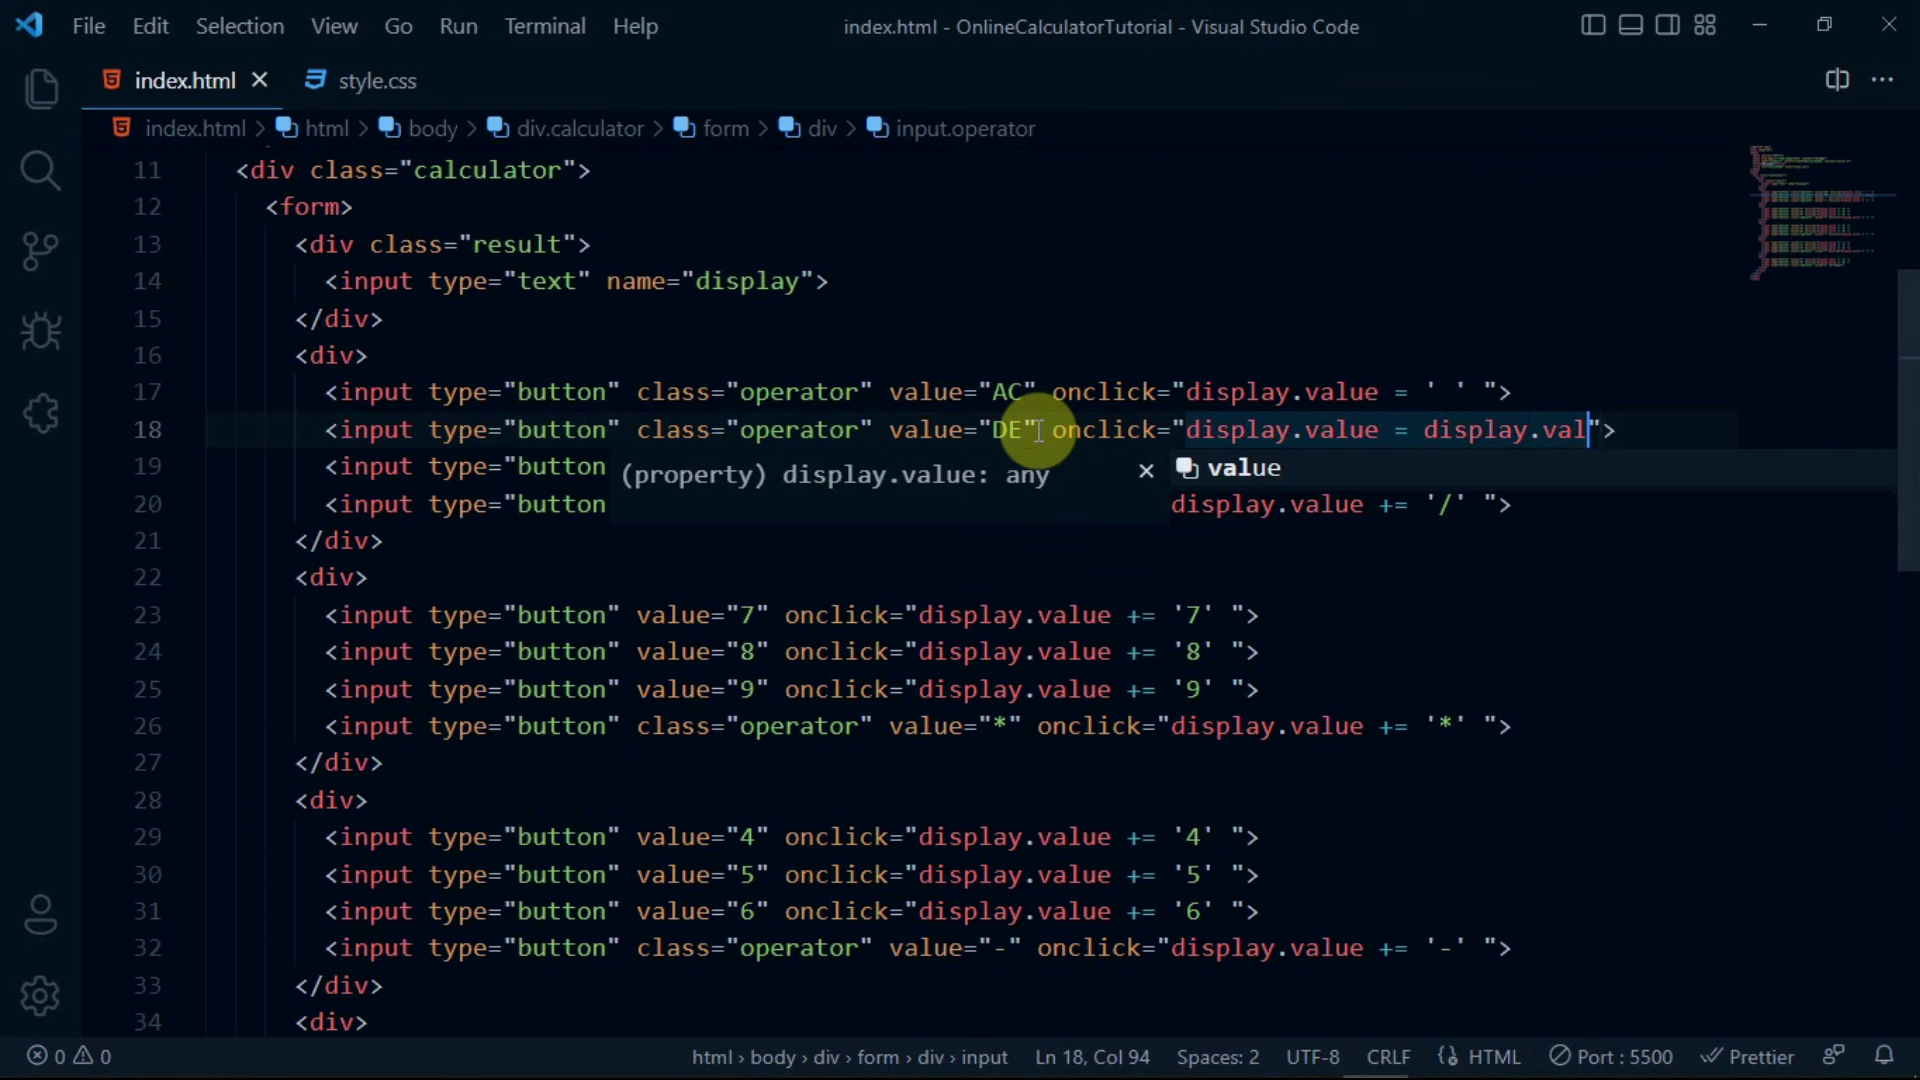 File Edit Selection View Go Run Terminal Help index.html - OnlineCalculatorTutorial - Visual Studio Code
index.html style.css
index.html > html > body > div.calculator > form > div > input.operator
11 <div class="calculator">
12 <form>
13 <div class="result">
14 <input type="text" name="display">
15 </div>
16 <div>
17 <input type="button" class="operator" value="AC" onclick="display.value = ' ' ">
18 <input type="button" class="operator" value="DE" onclick="display.value = display.val">
19 <input type="button (property) display.value: any value
20 <input type="button display.value += '/' ">
21 </div>
22 <div>
23 <input type="button" value="7" onclick="display.value += '7' ">
24 <input type="button" value="8" onclick="display.value += '8' ">
25 <input type="button" value="9" onclick="display.value += '9' ">
26 <input type="button" class="operator" value="*" onclick="display.value += '*' ">
27 </div>
28 <div>
29 <input type="button" value="4" onclick="display.value += '4' ">
30 <input type="button" value="5" onclick="display.value += '5' ">
31 <input type="button" value="6" onclick="display.value += '6' ">
32 <input type="button" class="operator" value="-" onclick="display.value += '-' ">
33 </div>
34 <div>
0 0 html › body › div › form › div › input Ln 18, Col 94 Spaces: 2 UTF-8 CRLF HTML Port : 5500 Prettier